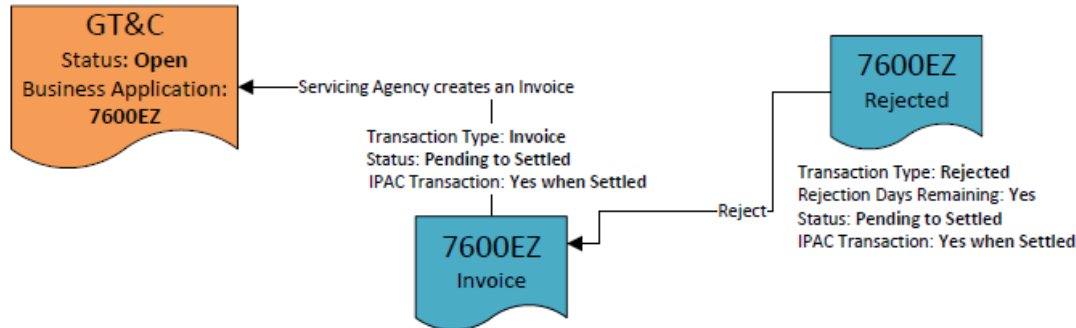 GT&C
Status: Open
Business Application:
7600EZ
Servicing Agency creates an Invoice
Transaction Type: Invoice
Status: Pending to Settled
IPAC Transaction: Yes when Settled
7600EZ
Invoice
Reject
7600EZ
Rejected
Transaction Type: Rejected
Rejection Days Remaining: Yes
Status: Pending to Settled
IPAC Transaction: Yes when Settled